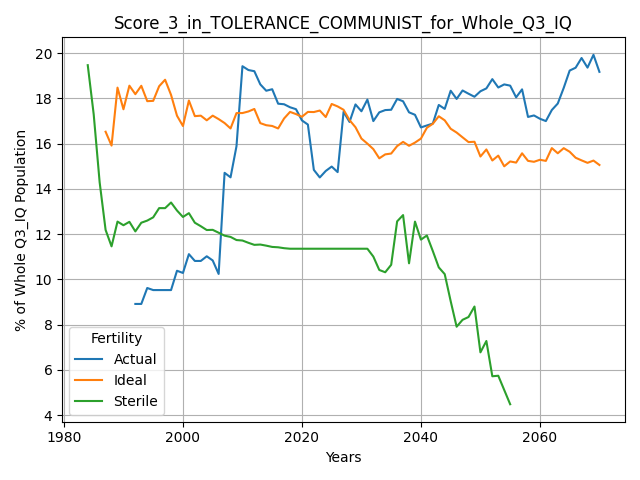 Score_3_in_TOLERANCE_COMMUNIST_for_Whole_Q3_IQ
% of Whole Q3_IQ Population
20
18
16
14
12
10
8
6
4
Fertility
Actual
Ideal
Sterile
1980 2000 2020 2040 2060
Years